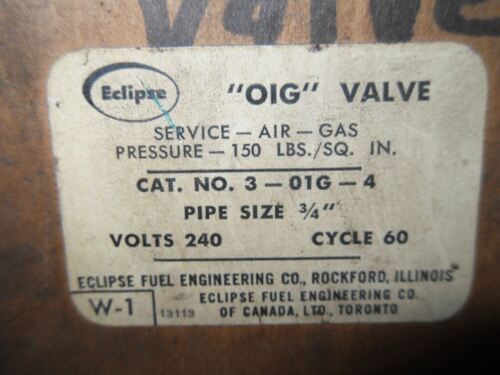 Valve
Eclipse
"OIG" VALVE
SERVICE — AIR — GAS
PRESSURE — 150 LBS./SQ. IN.
CAT. NO. 3 — 01G — 4
PIPE SIZE ¾"
VOLTS 240 CYCLE 60
ECLIPSE FUEL ENGINEERING CO., ROCKFORD, ILLINOIS
W-1
13113
ECLIPSE FUEL ENGINEERING CO.
OF CANADA, LTD., TORONTO